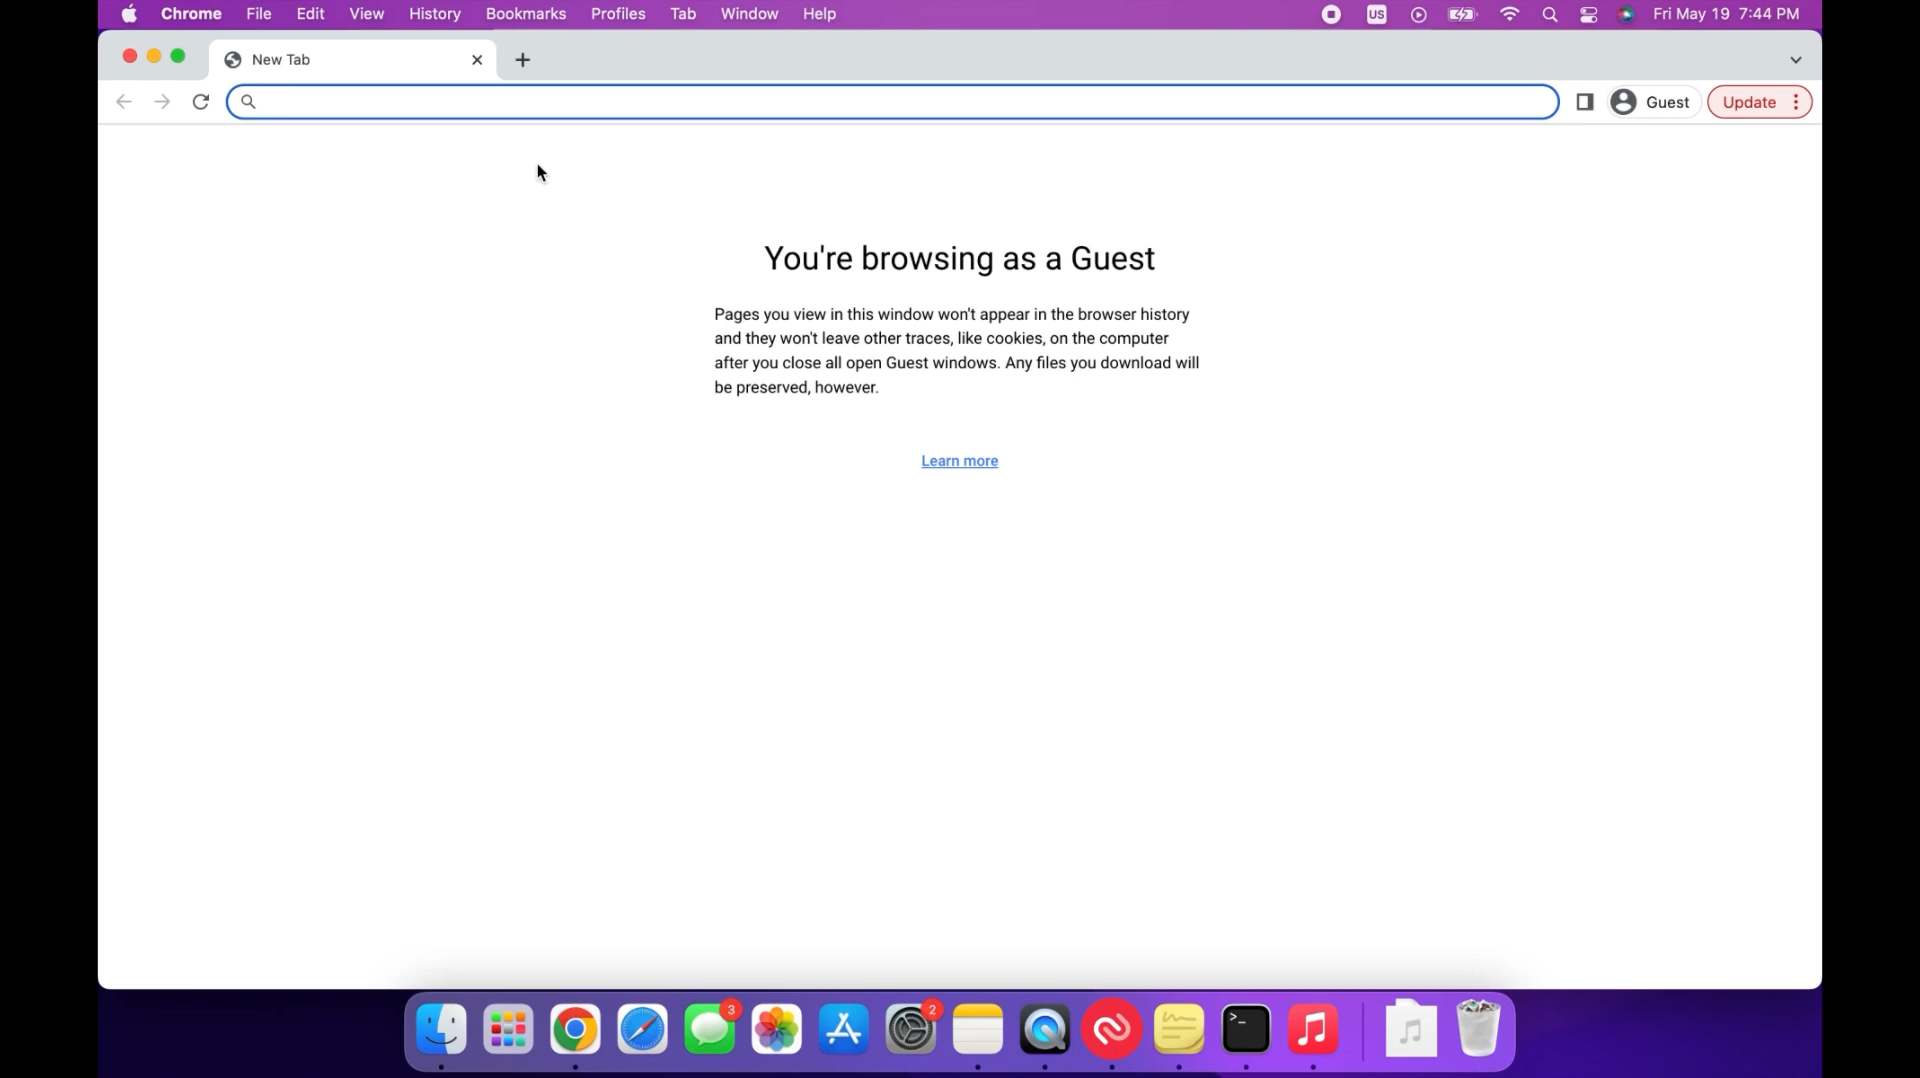 Chrome File Edit View History Bookmarks Profiles Tab Window Help US Fri May 19 7:44 PM
New Tab
Guest Update
You're browsing as a Guest
Pages you view in this window won't appear in the browser history
and they won't leave other traces, like cookies, on the computer
after you close all open Guest windows. Any files you download will
be preserved, however.
Learn more
3 2